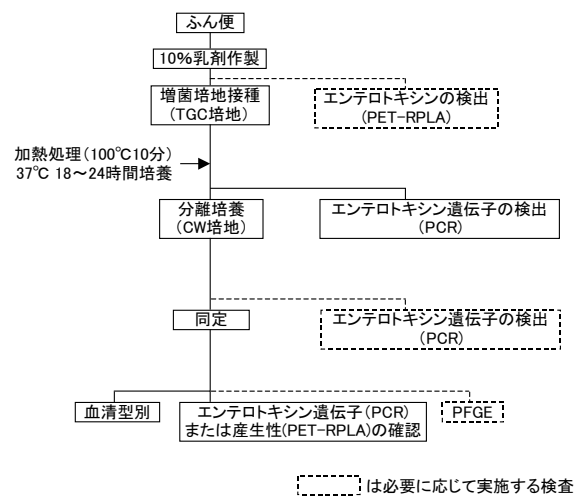 ふん便
10%乳剤作製
増菌培地接種
(TGC培地)
エンテロトキシンの検出
(PET-RPLA)
加熱処理(100℃10分)
37℃ 18～24時間培養
分離培養
(CW培地)
エンテロトキシン遺伝子の検出
(PCR)
同定
エンテロトキシン遺伝子の検出
(PCR)
血清型別
エンテロトキシン遺伝子(PCR)
または産生性(PET-RPLA)の確認
PFGE
は必要に応じて実施する検査